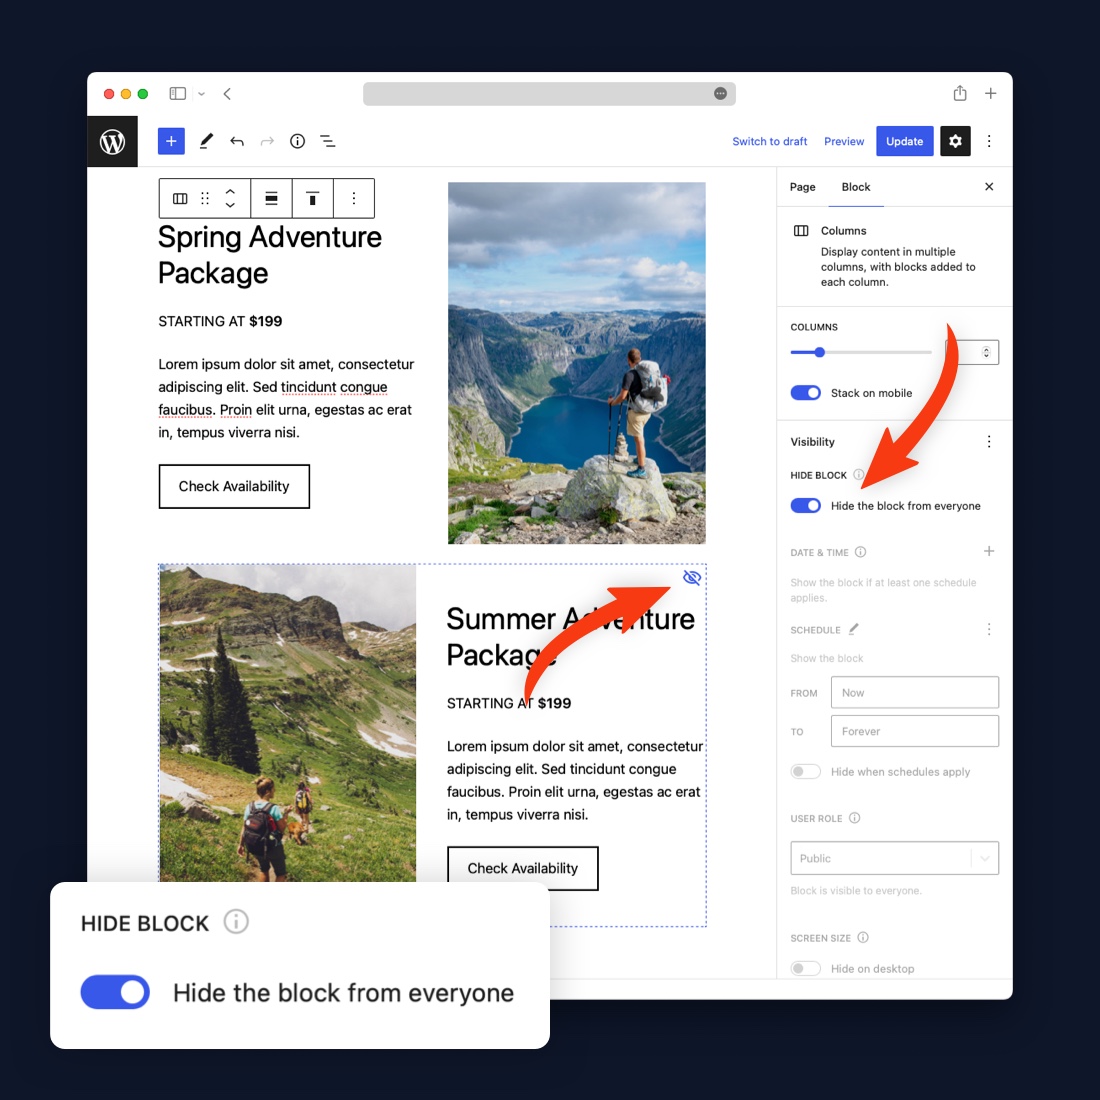 Switch to draft
Preview
Update
Page
Block
Columns
Display content in multiple
columns, with blocks added to
each column.
COLUMNS
Stack on mobile
Visibility
HIDE BLOCK
Hide the block from everyone
DATE & TIME
Show the block if at least one schedule
applies.
SCHEDULE
Show the block
FROM
Now
TO
Forever
Hide when schedules apply
USER ROLE
Public
Block is visible to everyone.
SCREEN SIZE
Hide on desktop
Spring Adventure
Package
STARTING AT $199
Lorem ipsum dolor sit amet, consectetur
adipiscing elit. Sed tincidunt congue
faucibus. Proin elit urna, egestas ac erat
in, tempus viverra nisi.
Check Availability
Summer Adventure
Package
STARTING AT $199
Lorem ipsum dolor sit amet, consectetur
adipiscing elit. Sed tincidunt congue
faucibus. Proin elit urna, egestas ac erat
in, tempus viverra nisi.
Check Availability
HIDE BLOCK
Hide the block from everyone